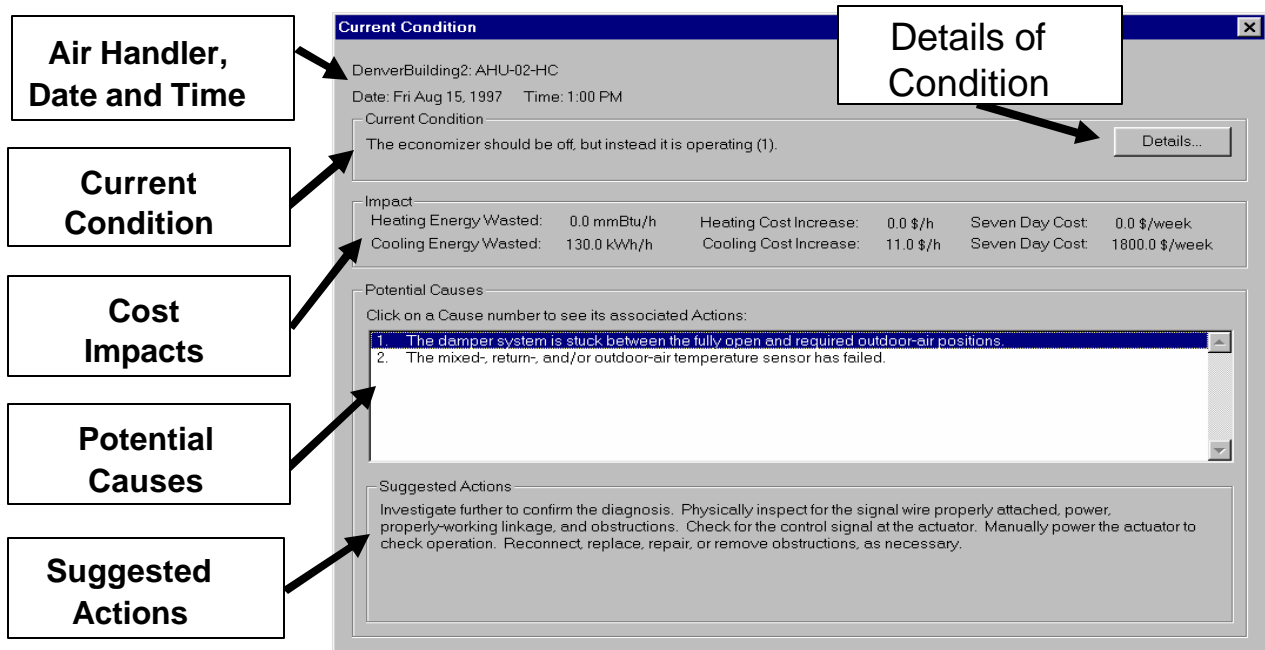 Air Handler,
Date and Time
Current
Condition
Cost
Impacts
Potential
Causes
Suggested
Actions
Details of
Condition
Current Condition
DenverBuilding2: AHU-02-HC
Date: Fri Aug 15, 1997 Time: 1:00 PM
Current Condition
The economizer should be off, but instead it is operating (1).
Details...
Impact
Heating Energy Wasted: 0.0 mmBtu/h Heating Cost Increase: 0.0 $/h Seven Day Cost: 0.0 $/week
Cooling Energy Wasted: 130.0 kWh/h Cooling Cost Increase: 11.0 $/h Seven Day Cost: 1800.0 $/week
Potential Causes
Click on a Cause number to see its associated Actions:
1. The damper system is stuck between the fully open and required outdoor-air positions.
2. The mixed-, return-, and/or outdoor-air temperature sensor has failed.
Suggested Actions
Investigate further to confirm the diagnosis. Physically inspect for the signal wire properly attached, power,
properly-working linkage, and obstructions. Check for the control signal at the actuator. Manually power the actuator to
check operation. Reconnect, replace, repair, or remove obstructions, as necessary.